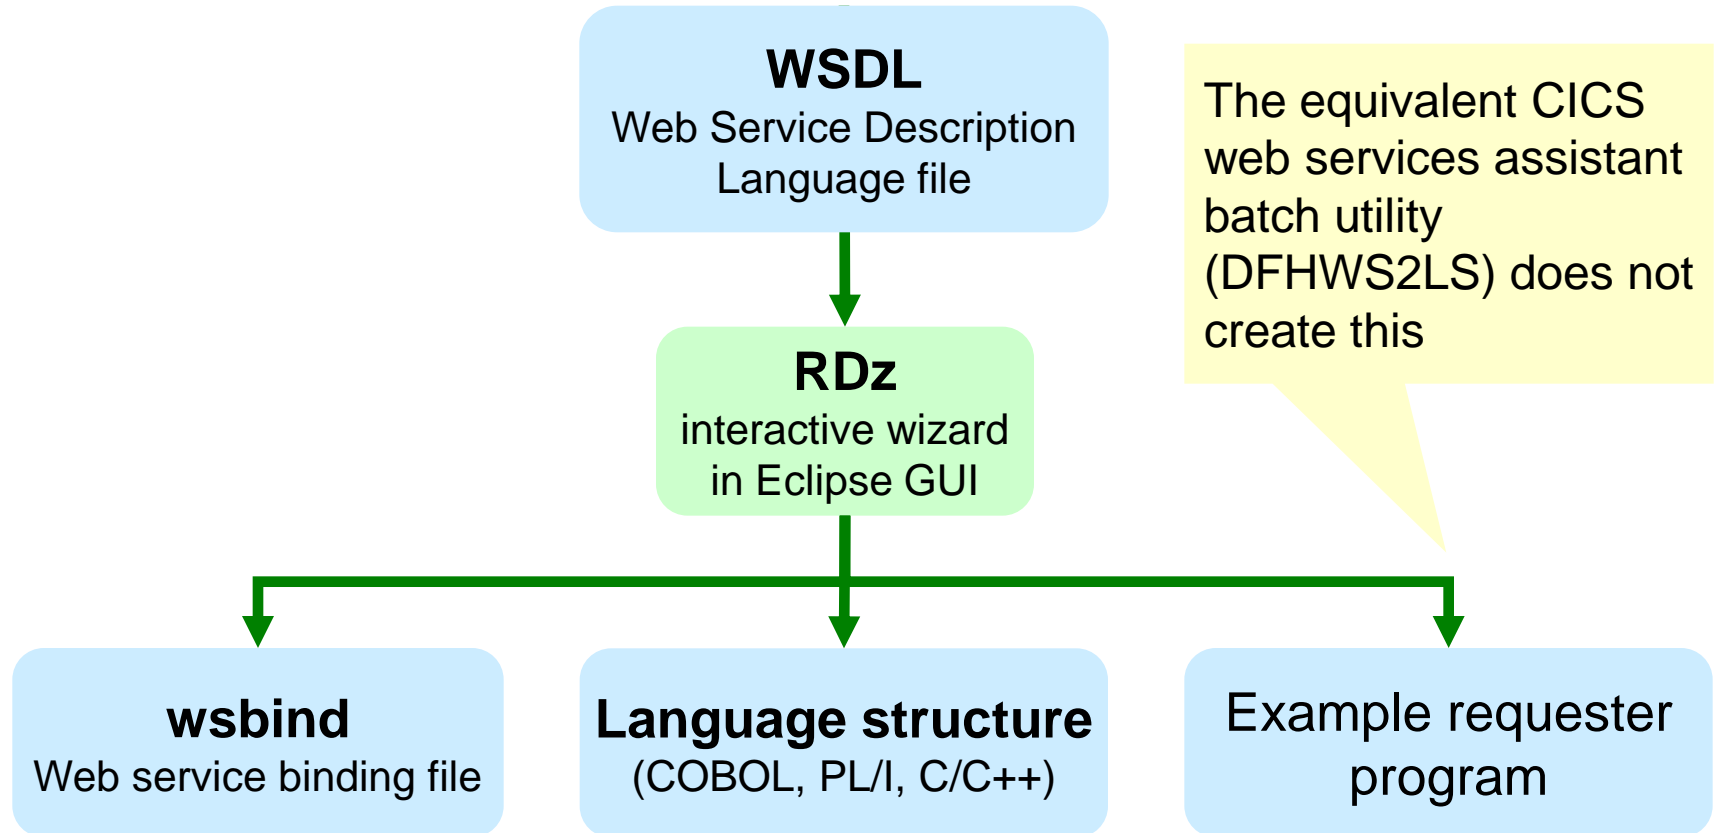 WSDL
Web Service Description
Language file
The equivalent CICS
web services assistant
batch utility
(DFHWS2LS) does not
create this
RDz
interactive wizard
in Eclipse GUI
wsbind
Web service binding file
Language structure
(COBOL, PL/I, C/C++)
Example requester
program